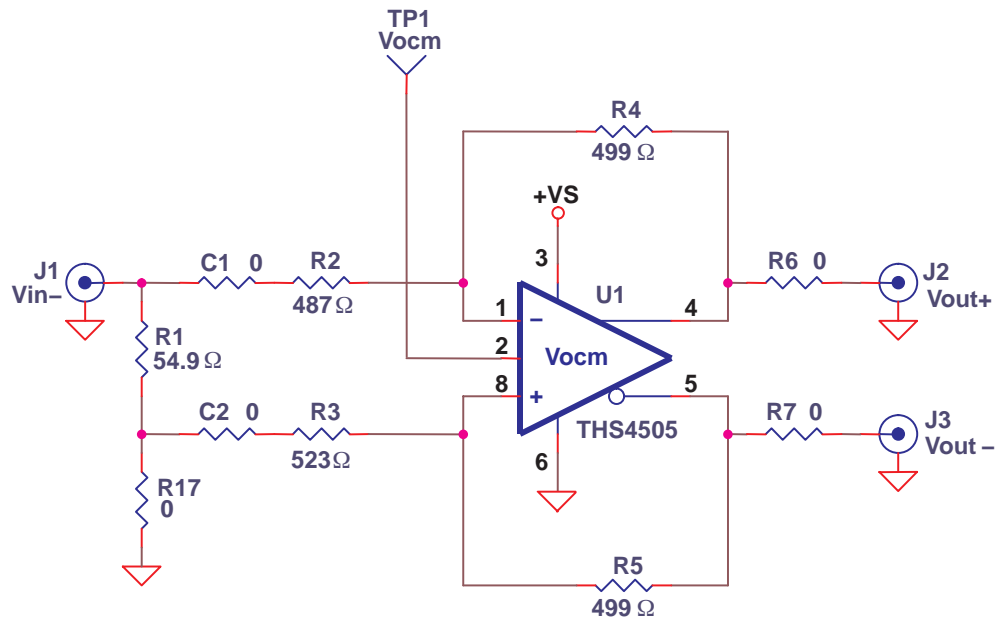 TP1
Vocm
R4
499 Ω
+VS
3
J1
Vin–
C1 0
R2
487 Ω
R6 0
J2
Vout+
U1
1
–
4
R1
54.9 Ω
2
Vocm
8
+
5
C2 0
R3
523 Ω
THS4505
R7 0
J3
Vout –
6
R17
0
R5
499 Ω